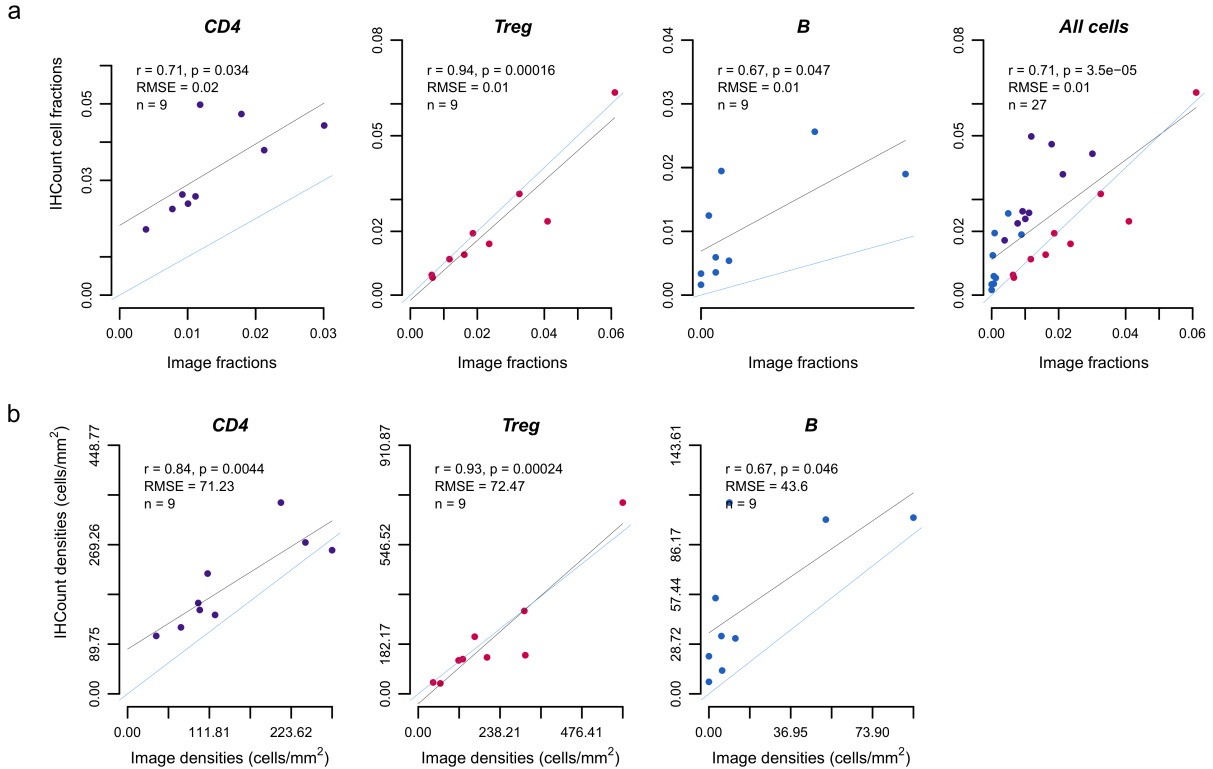 a
CD4
r = 0.71, p = 0.034
RMSE = 0.02
n = 9
IHCount cell fractions
0.00
0.03
0.05
0.00
0.01
0.02
0.03
Image fractions
Treg
r = 0.94, p = 0.00016
RMSE = 0.01
n = 9
0.00
0.02
0.05
0.08
0.00
0.02
0.04
0.06
Image fractions
B
r = 0.67, p = 0.047
RMSE = 0.01
n = 9
0.00
0.01
0.02
0.03
0.04
0.00
Image fractions
All cells
r = 0.71, p = 3.5e−05
RMSE = 0.01
n = 27
0.00
0.02
0.05
0.08
0.00
0.02
0.04
0.06
Image fractions
b
CD4
r = 0.84, p = 0.0044
RMSE = 71.23
n = 9
IHCount densities (cells/mm²)
0.00
89.75
269.26
448.77
0.00
111.81
223.62
Image densities (cells/mm²)
Treg
r = 0.93, p = 0.00024
RMSE = 72.47
n = 9
0.00
182.17
546.52
910.87
0.00
238.21
476.41
Image densities (cells/mm²)
B
r = 0.67, p = 0.046
RMSE = 43.6
n = 9
0.00
28.72
57.44
86.17
143.61
0.00
36.95
73.90
Image densities (cells/mm²)